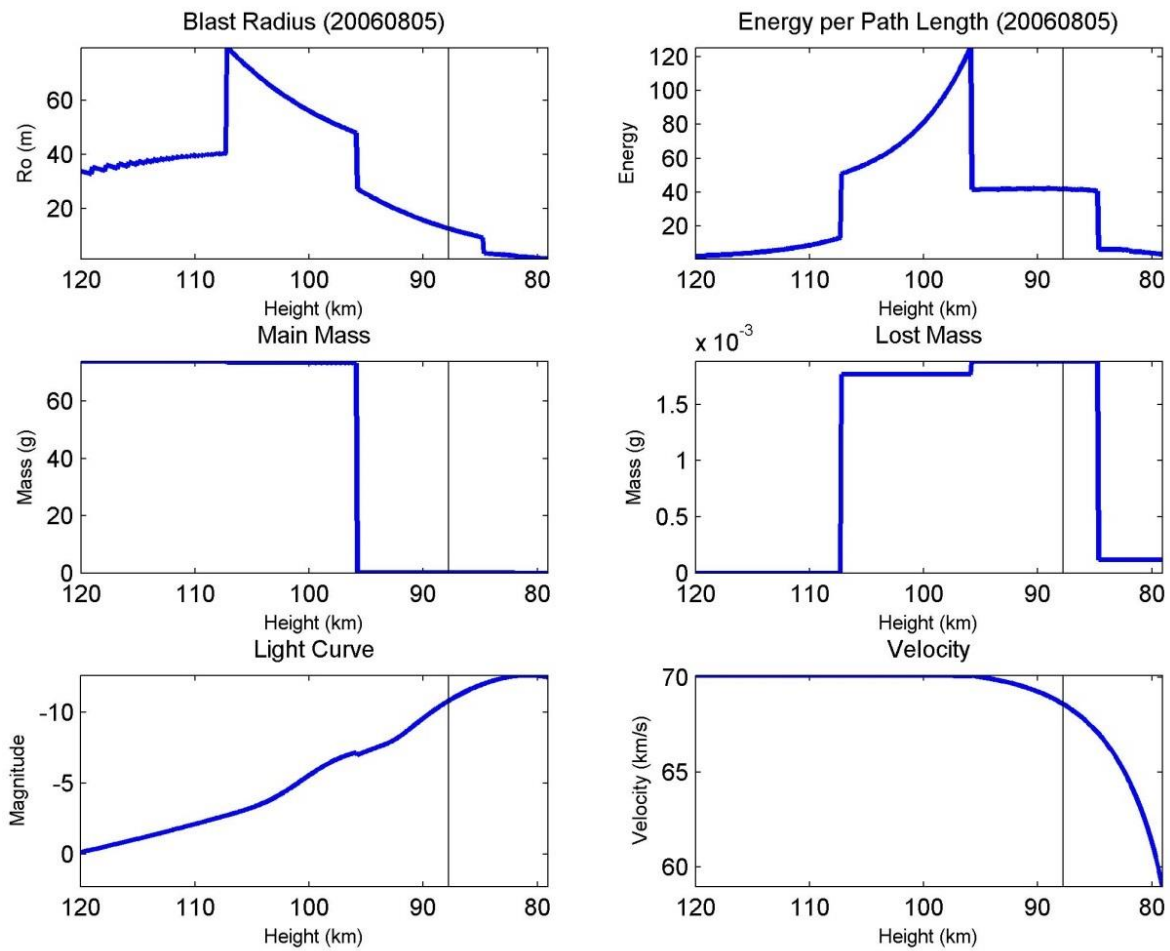 Blast Radius (20060805)
Ro (m)
60
40
20
120 110 100 90 80
Height (km)
Energy per Path Length (20060805)
Energy
120
100
80
60
40
20
120 110 100 90 80
Height (km)
Main Mass
Mass (g)
60
40
20
0
120 110 100 90 80
Height (km)
x 10-3
Lost Mass
Mass (g)
1.5
1
0.5
0
120 110 100 90 80
Height (km)
Light Curve
Magnitude
-10
-5
0
120 110 100 90 80
Height (km)
Velocity
Velocity (km/s)
70
65
60
120 110 100 90 80
Height (km)